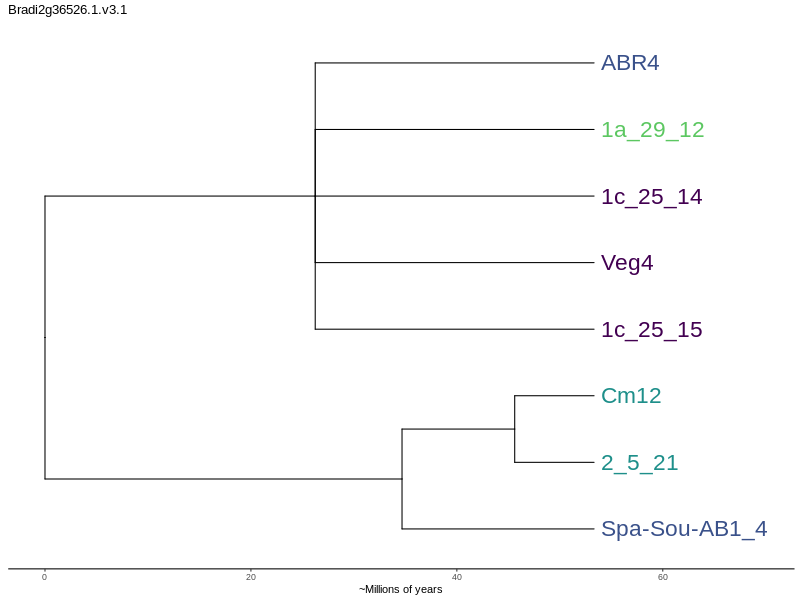 Bradi2g36526.1.v3.1
ABR4
1a_29_12
1c_25_14
Veg4
1c_25_15
Cm12
2_5_21
Spa-Sou-AB1_4
0 20 40 60
~Millions of years